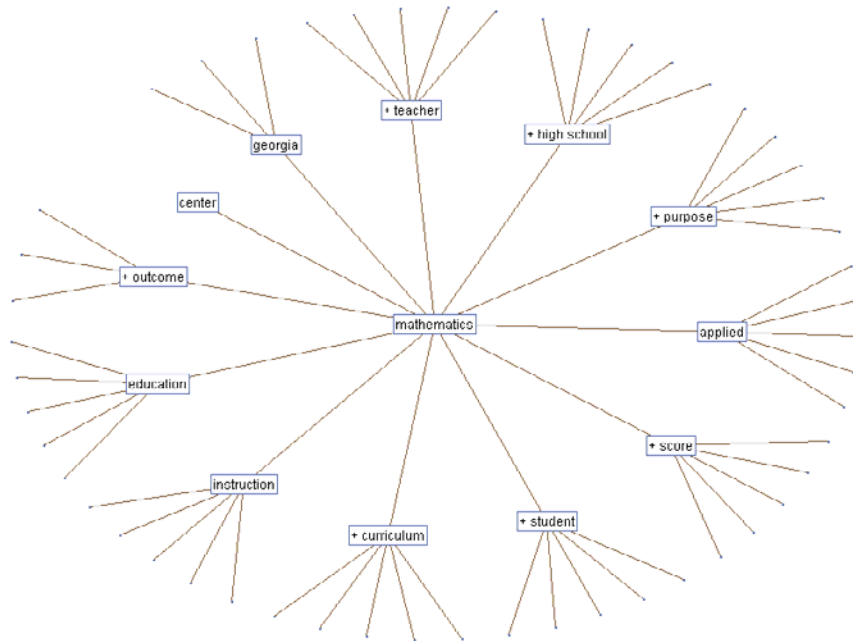 + teacher
+ high school
georgia
center
+ purpose
+ outcome
mathematics
applied
education
+ score
instruction
+ student
+ curriculum